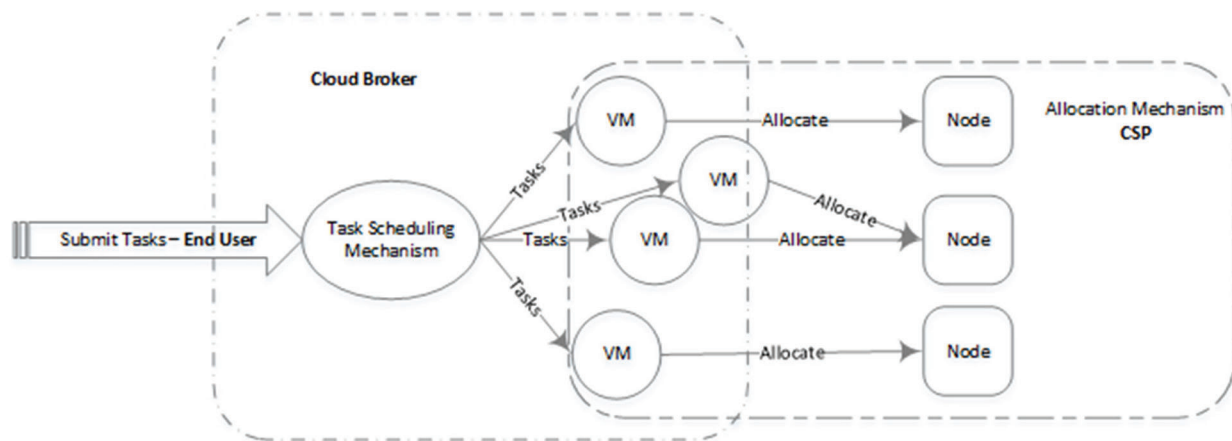 Cloud Broker
Allocation Mechanism
CSP
VM
Allocate
Node
Tasks
VM
Tasks
Allocate
Submit Tasks – End User
Task Scheduling
Mechanism
Tasks
VM
Allocate
Node
Tasks
VM
Allocate
Node